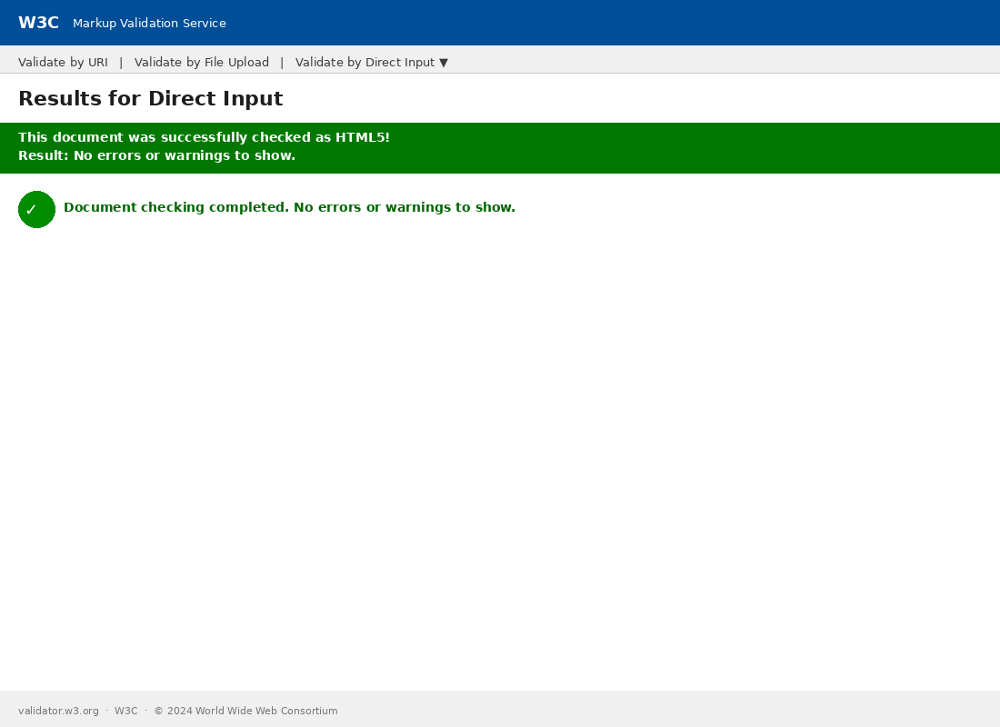 W3C Markup Validation Service
Validate by URI | Validate by File Upload | Validate by Direct Input ▼
Results for Direct Input
This document was successfully checked as HTML5!
Result: No errors or warnings to show.
✓ Document checking completed. No errors or warnings to show.
validator.w3.org · W3C · © 2024 World Wide Web Consortium